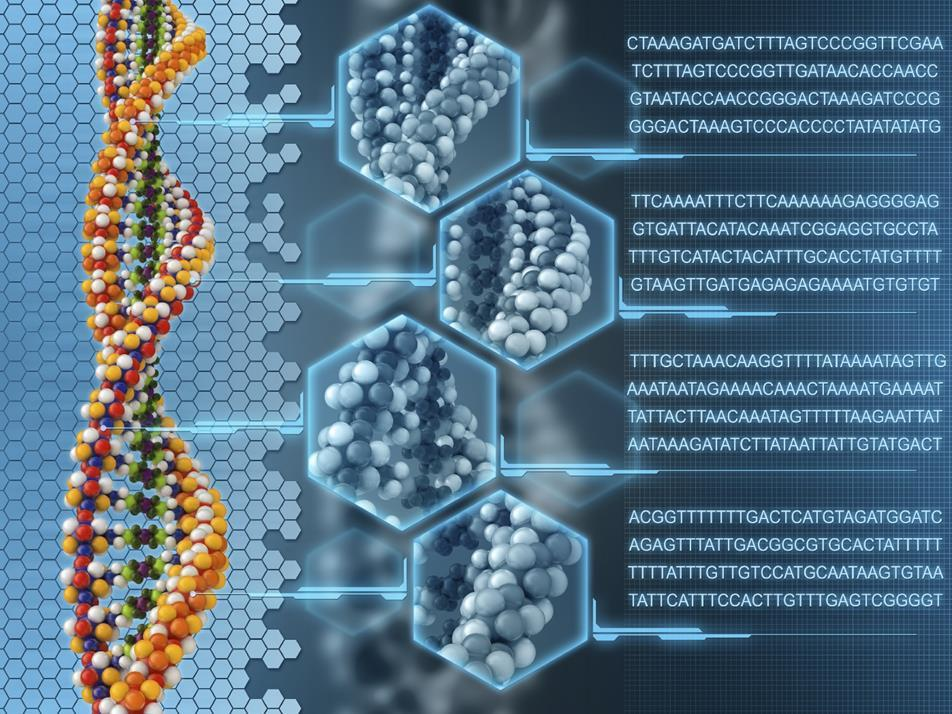 CTAAAGATGATCTTTAGTCCCGGTTCGAA
TCTTTAGTCCCGGTTGATAACACCAACC
GTAATACCAACCGGGACTAAAGATCCCG
GGGACTAAAGTCCCACCCCTATATATATG
TTCAAAATTTCTTCAAAAAAGAGGGGAG
GTGATTACATACAAATCGGAGGTGCCTA
TTTGTCATACTACATTTGCACCTATGTTTT
GTAAGTTGATGAGAGAGAAAATGTGTGT
TTTGCTAAACAAGGTTTTATAAAATAGTTG
AAATAATAGAAAACAAACTAAAATGAAAAT
TATTACTTAACAAATAGTTTTTAAGAATTAT
AATAAAGATATCTTATAATTATTGTATGACT
ACGGTTTTTTTGACTCATGTAGATGGATC
AGAGTTTATTGACGGCGTGCACTATTTTT
TTTTATTTGTTGTCCATGCAATAAGTGTAA
TATTCATTTCCACTTGTTTGAGTCGGGGT